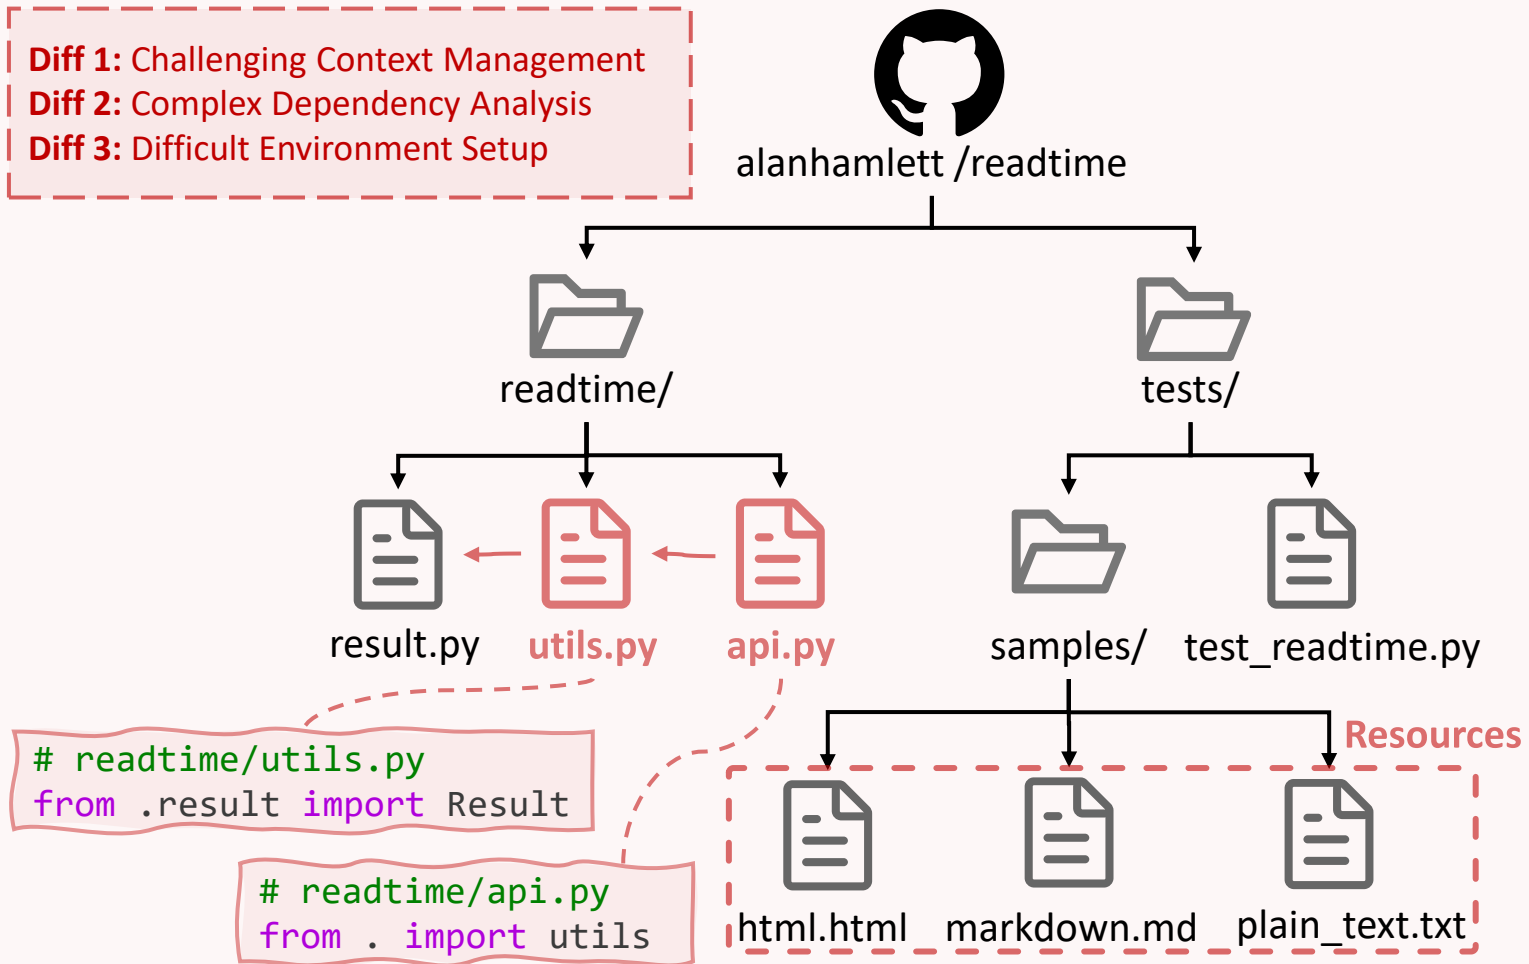 Diff 1: Challenging Context Management
Diff 2: Complex Dependency Analysis
Diff 3: Difficult Environment Setup
alanhamlett /readtime
readtime/
tests/
result.py
utils.py
api.py
samples/
test_readtime.py
# readtime/utils.py
from .result import Result
# readtime/api.py
from . import utils
Resources
html.html
markdown.md
plain_text.txt